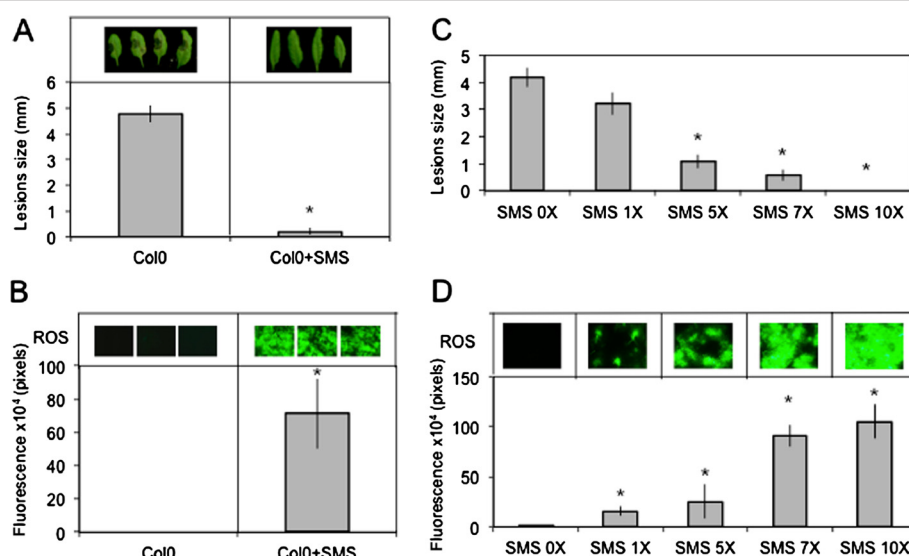 A
Lesions size (mm)
6
5
4
3
2
1
0
*
Col0
Col0+SMS
C
Lesions size (mm)
5
4
3
2
1
0
*
*
*
SMS 0X
SMS 1X
SMS 5X
SMS 7X
SMS 10X
B
ROS
Fluorescence x10⁴ (pixels)
100
80
60
40
20
0
*
Col0
Col0+SMS
D
ROS
Fluorescence x10⁴ (pixels)
150
100
50
0
*
*
*
*
SMS 0X
SMS 1X
SMS 5X
SMS 7X
SMS 10X